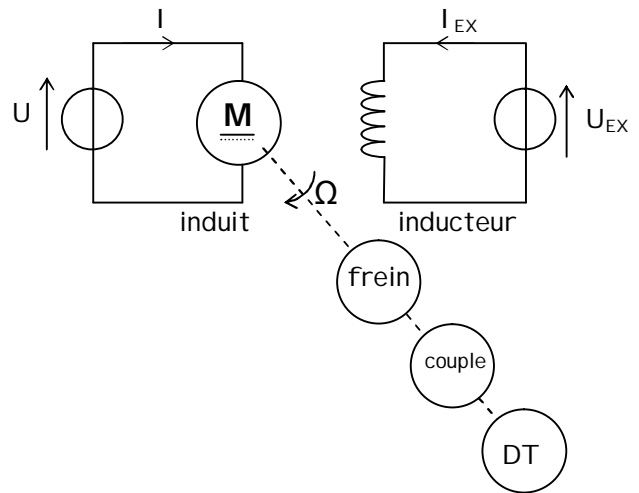 I
I EX
U
M
U EX
Ω
induit
inducteur
frein
couple
DT